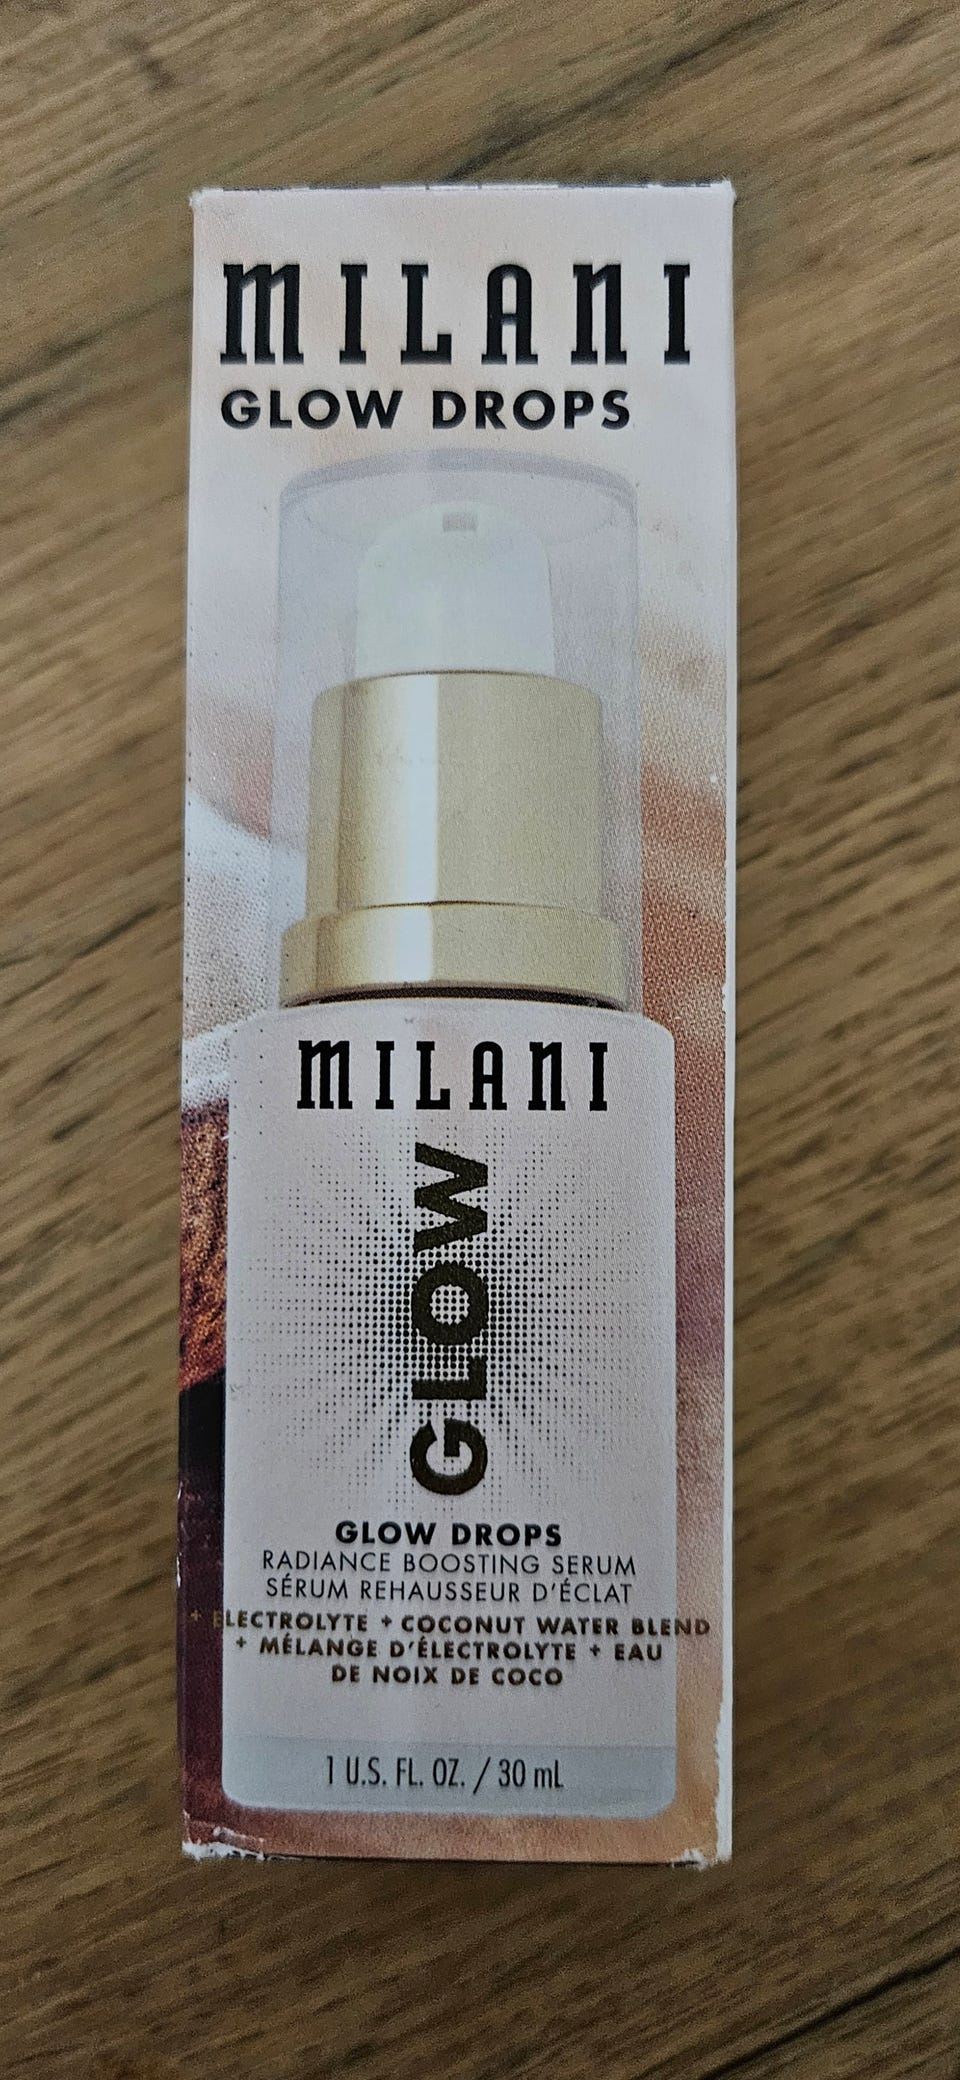 MILANI
GLOW DROPS
MILANI
GLOW
GLOW DROPS
RADIANCE BOOSTING SERUM
SÉRUM REHAUSSEUR D'ÉCLAT
+ ELECTROLYTE + COCONUT WATER BLEND
+ MÉLANGE D'ÉLECTROLYTE + EAU
DE NOIX DE COCO
1 U.S. FL. OZ. / 30 mL